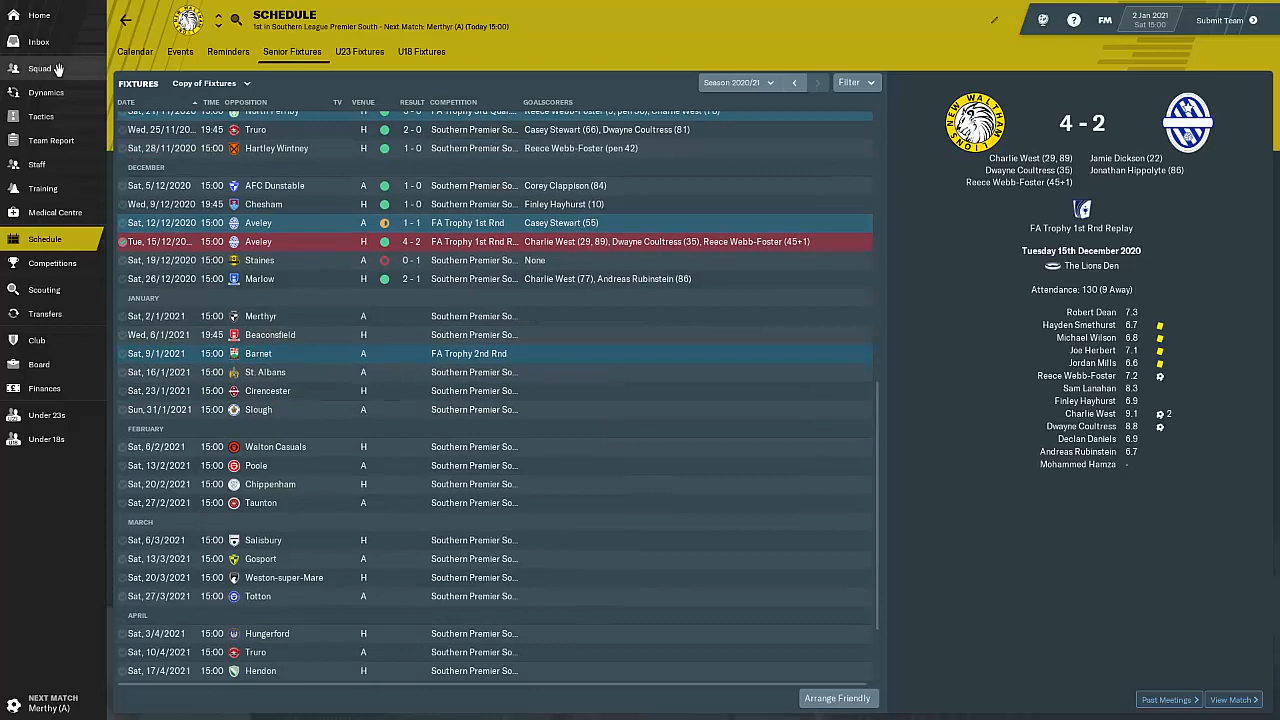 Home
Inbox
Squad
Dynamics
Tactics
Team Report
Staff
Training
Medical Centre
Schedule
Competitions
Scouting
Transfers
Club
Board
Finances
Under 23s
Under 18s
NEXT MATCH
Merthy (A)
SCHEDULE
1st in Southern League Premier South - Next Match: Merthyr (A) (Today 15:00)
? FM 2 Jan 2021 Sat 15:00 Submit Team
Calendar Events Reminders Senior Fixtures U23 Fixtures U18 Fixtures
FIXTURES Copy of Fixtures Season 2020/21 Filter
DATE TIME OPPOSITION TV VENUE RESULT COMPETITION GOALSCORERS
Wed, 25/11/20... 19:45 Truro H 2-0 Southern Premier So... Casey Stewart (66), Dwayne Coultress (81)
Sat, 28/11/2020 15:00 Hartley Wintney H 1-0 Southern Premier So... Reece Webb-Foster (pen 42)
DECEMBER
Sat, 5/12/2020 15:00 AFC Dunstable A 1-0 Southern Premier So... Corey Clappison (84)
Wed, 9/12/2020 19:45 Chesham H 1-0 Southern Premier So... Finley Hayhurst (10)
Sat, 12/12/2020 15:00 Aveley A 1-1 FA Trophy 1st Rnd Casey Stewart (55)
Tue, 15/12/20... 15:00 Aveley H 4-2 FA Trophy 1st Rnd R... Charlie West (29, 89), Dwayne Coultress (35), Reece Webb-Foster (45+1)
Sat, 19/12/2020 15:00 Staines A 0-1 Southern Premier So... None
Sat, 26/12/2020 15:00 Marlow H 2-1 Southern Premier So... Charlie West (77), Andreas Rubinstein (86)
JANUARY
Sat, 2/1/2021 15:00 Merthyr A Southern Premier So...
Wed, 6/1/2021 19:45 Beaconsfield H Southern Premier So...
Sat, 9/1/2021 15:00 Barnet A FA Trophy 2nd Rnd
Sat, 16/1/2021 15:00 St. Albans A Southern Premier So...
Sat, 23/1/2021 15:00 Cirencester H Southern Premier So...
Sun, 31/1/2021 15:00 Slough A Southern Premier So...
FEBRUARY
Sat, 6/2/2021 15:00 Walton Casuals H Southern Premier So...
Sat, 13/2/2021 15:00 Poole A Southern Premier So...
Sat, 20/2/2021 15:00 Chippenham H Southern Premier So...
Sat, 27/2/2021 15:00 Taunton A Southern Premier So...
MARCH
Sat, 6/3/2021 15:00 Salisbury H Southern Premier So...
Sat, 13/3/2021 15:00 Gosport A Southern Premier So...
Sat, 20/3/2021 15:00 Weston-super-Mare H Southern Premier So...
Sat, 27/3/2021 15:00 Totton A Southern Premier So...
APRIL
Sat, 3/4/2021 15:00 Hungerford H Southern Premier So...
Sat, 10/4/2021 15:00 Truro A Southern Premier So...
Sat, 17/4/2021 15:00 Hendon H Southern Premier So...
Arrange Friendly
NEW WALTHAM LIONS
4 - 2
Charlie West (29, 89) Jamie Dickson (22)
Dwayne Coultress (35) Jonathan Hippolyte (86)
Reece Webb-Foster (45+1)
FA Trophy 1st Rnd Replay
Tuesday 15th December 2020
The Lions Den
Attendance: 130 (9 Away)
Robert Dean 7.3
Hayden Smethurst 6.7
Michael Wilson 6.8
Joe Herbert 7.1
Jordan Mills 6.6
Reece Webb-Foster 7.2
Sam Lanahan 8.3
Finley Hayhurst 6.9
Charlie West 9.1 2
Dwayne Coultress 8.8
Declan Daniels 6.9
Andreas Rubinstein 6.7
Mohammed Hamza -
Past Meetings View Match